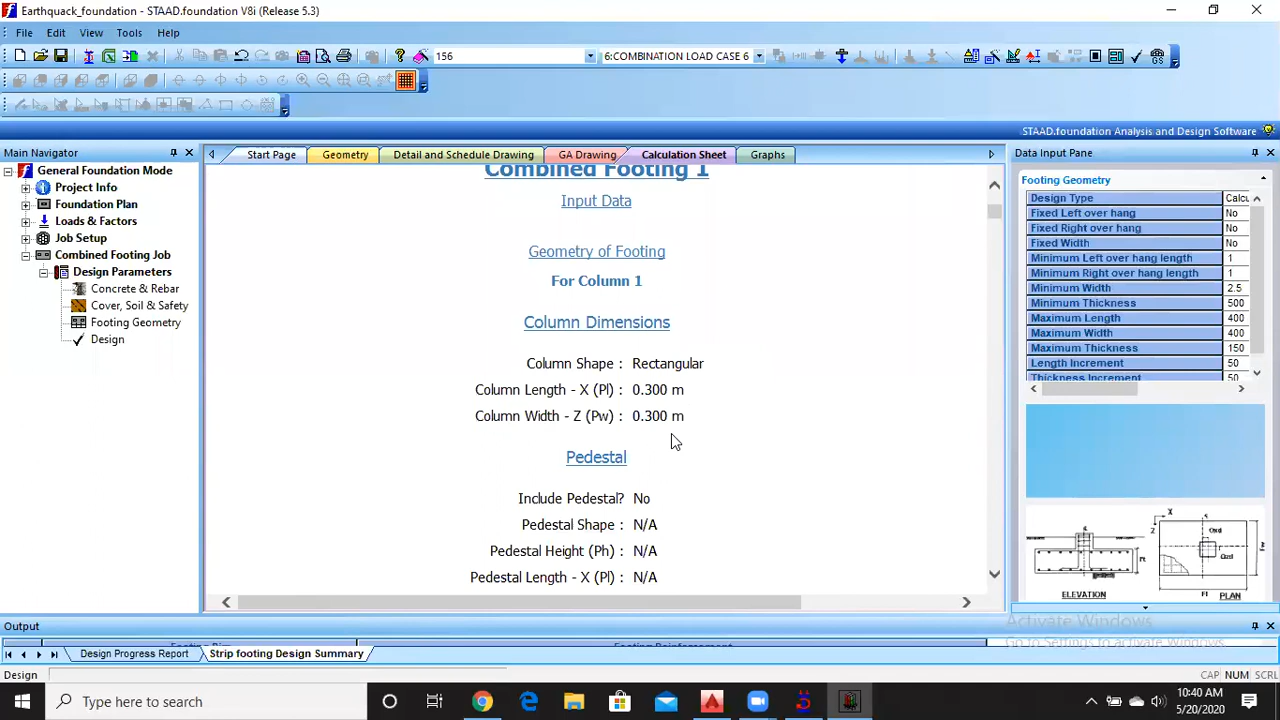 Earthquack_foundation - STAAD.foundation V8i (Release 5.3)
File Edit View Tools Help
156
6:COMBINATION LOAD CASE 6
STAAD.foundation Analysis and Design Software
Main Navigator
Start Page
Geometry
Detail and Schedule Drawing
GA Drawing
Calculation Sheet
Graphs
Data Input Pane
General Foundation Mode
Project Info
Foundation Plan
Loads & Factors
Job Setup
Combined Footing Job
Design Parameters
Concrete & Rebar
Cover, Soil & Safety
Footing Geometry
Design
Combined Footing 1
Input Data
Geometry of Footing
For Column 1
Column Dimensions
Column Shape : Rectangular
Column Length - X (Pl) : 0.300 m
Column Width - Z (Pw) : 0.300 m
Pedestal
Include Pedestal? No
Pedestal Shape : N/A
Pedestal Height (Ph) : N/A
Pedestal Length - X (Pl) : N/A
Footing Geometry
Design Type Calcu
Fixed Left over hang No
Fixed Right over hang No
Fixed Width No
Minimum Left over hang length 1
Minimum Right over hang length 1
Minimum Width 2.5
Minimum Thickness 500
Maximum Length 400
Maximum Width 400
Maximum Thickness 150
Length Increment 50
Thickness Increment 50
ELEVATION
PLAN
Activate Windows
Go to Settings to activate Windows.
Output
Design Progress Report
Strip footing Design Summary
Design
CAP NUM SCRL
Type here to search
10:40 AM
5/20/2020